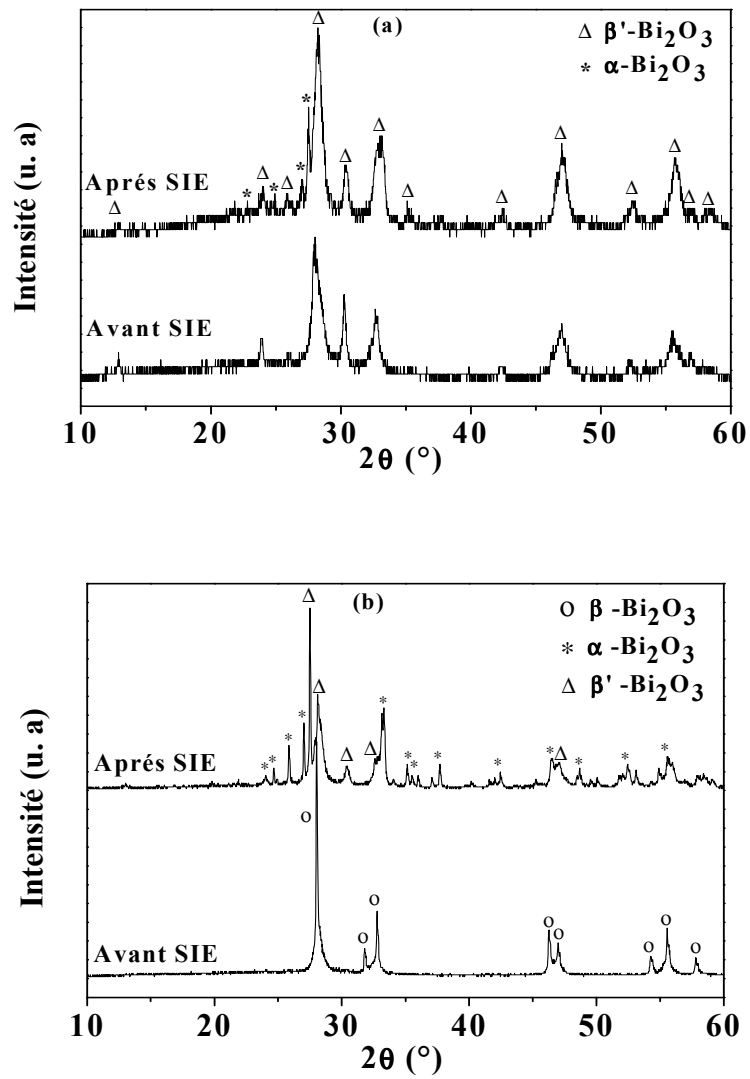 (a)
Δ β'-Bi2O3
* α-Bi2O3
Intensité (u. a)
Aprés SIE
Avant SIE
10 20 30 40 50 60
2θ (°)
(b)
o β -Bi2O3
* α -Bi2O3
Δ β' -Bi2O3
Intensité (u. a)
Aprés SIE
Avant SIE
10 20 30 40 50 60
2θ (°)